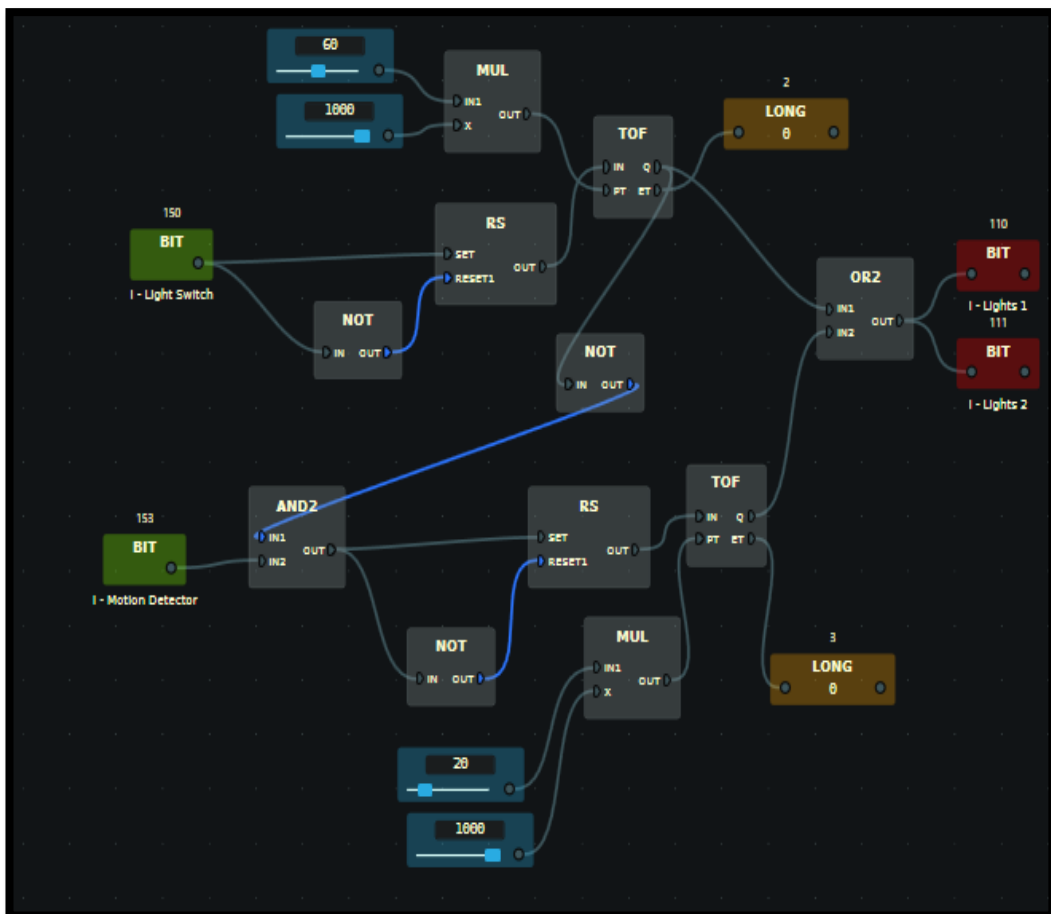 60
MUL
IN1
OUT
X
1000
2
LONG
0
TOF
IN Q
PT ET
150
BIT
I - Light Switch
RS
SET
OUT
RESET1
NOT
IN OUT
110
BIT
I - Lights 1
111
BIT
I - Lights 2
OR2
IN1
OUT
IN2
NOT
IN OUT
153
BIT
I - Motion Detector
AND2
IN1
OUT
IN2
RS
SET
OUT
RESET1
TOF
IN Q
PT ET
NOT
IN OUT
MUL
IN1
OUT
X
3
LONG
0
20
1000